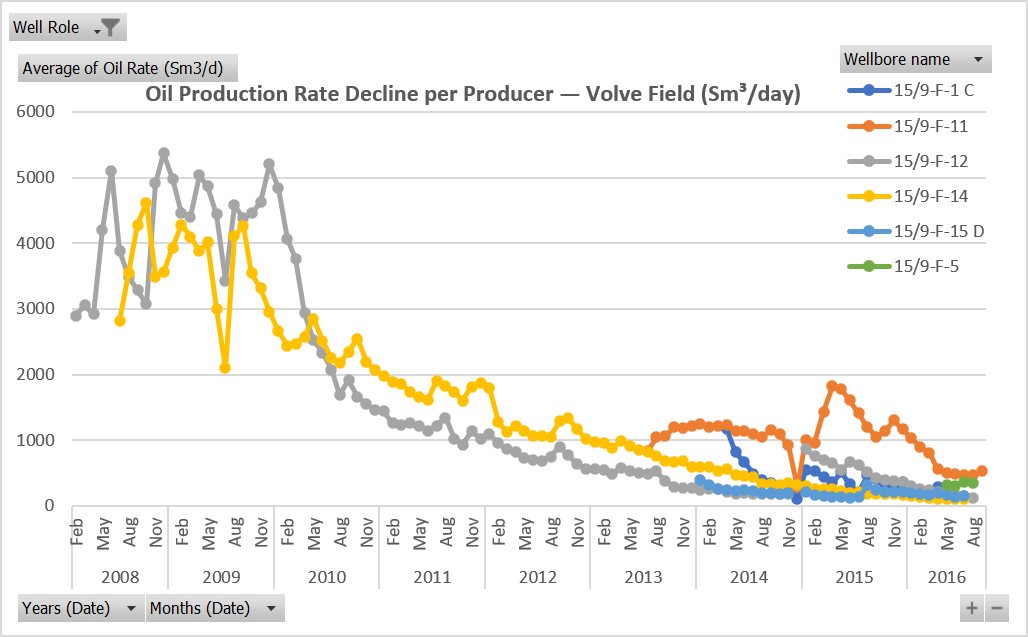 Well Role
Average of Oil Rate (Sm3/d)
Wellbore name
Oil Production Rate Decline per Producer — Volve Field (Sm³/day)
15/9-F-1 C
15/9-F-11
15/9-F-12
15/9-F-14
15/9-F-15 D
15/9-F-5
6000
5000
4000
3000
2000
1000
0
Feb May Aug Nov Feb May Aug Nov Feb May Aug Nov Feb May Aug Nov Feb May Aug Nov Feb May Aug Nov Feb May Aug Nov Feb May Aug Nov Feb May Aug
2008 2009 2010 2011 2012 2013 2014 2015 2016
Years (Date) Months (Date) + −